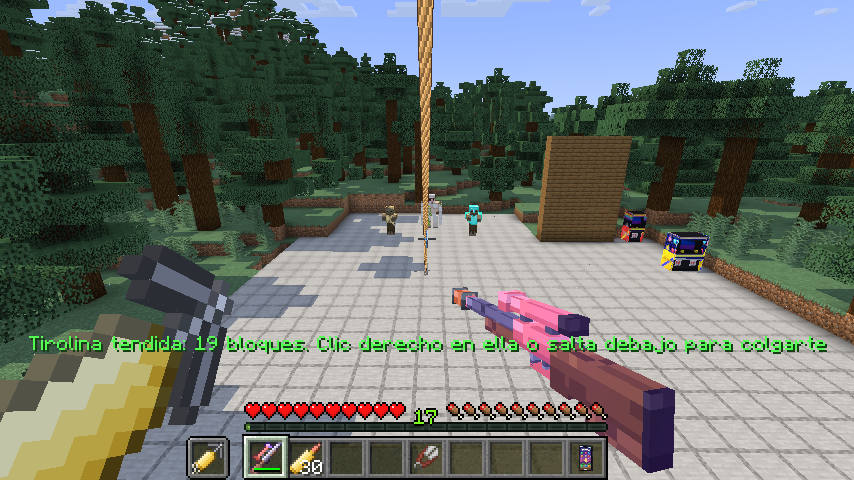 Tirolina tendida: 19 bloques. Clic derecho en ella o salta debajo para colgarte
17
30